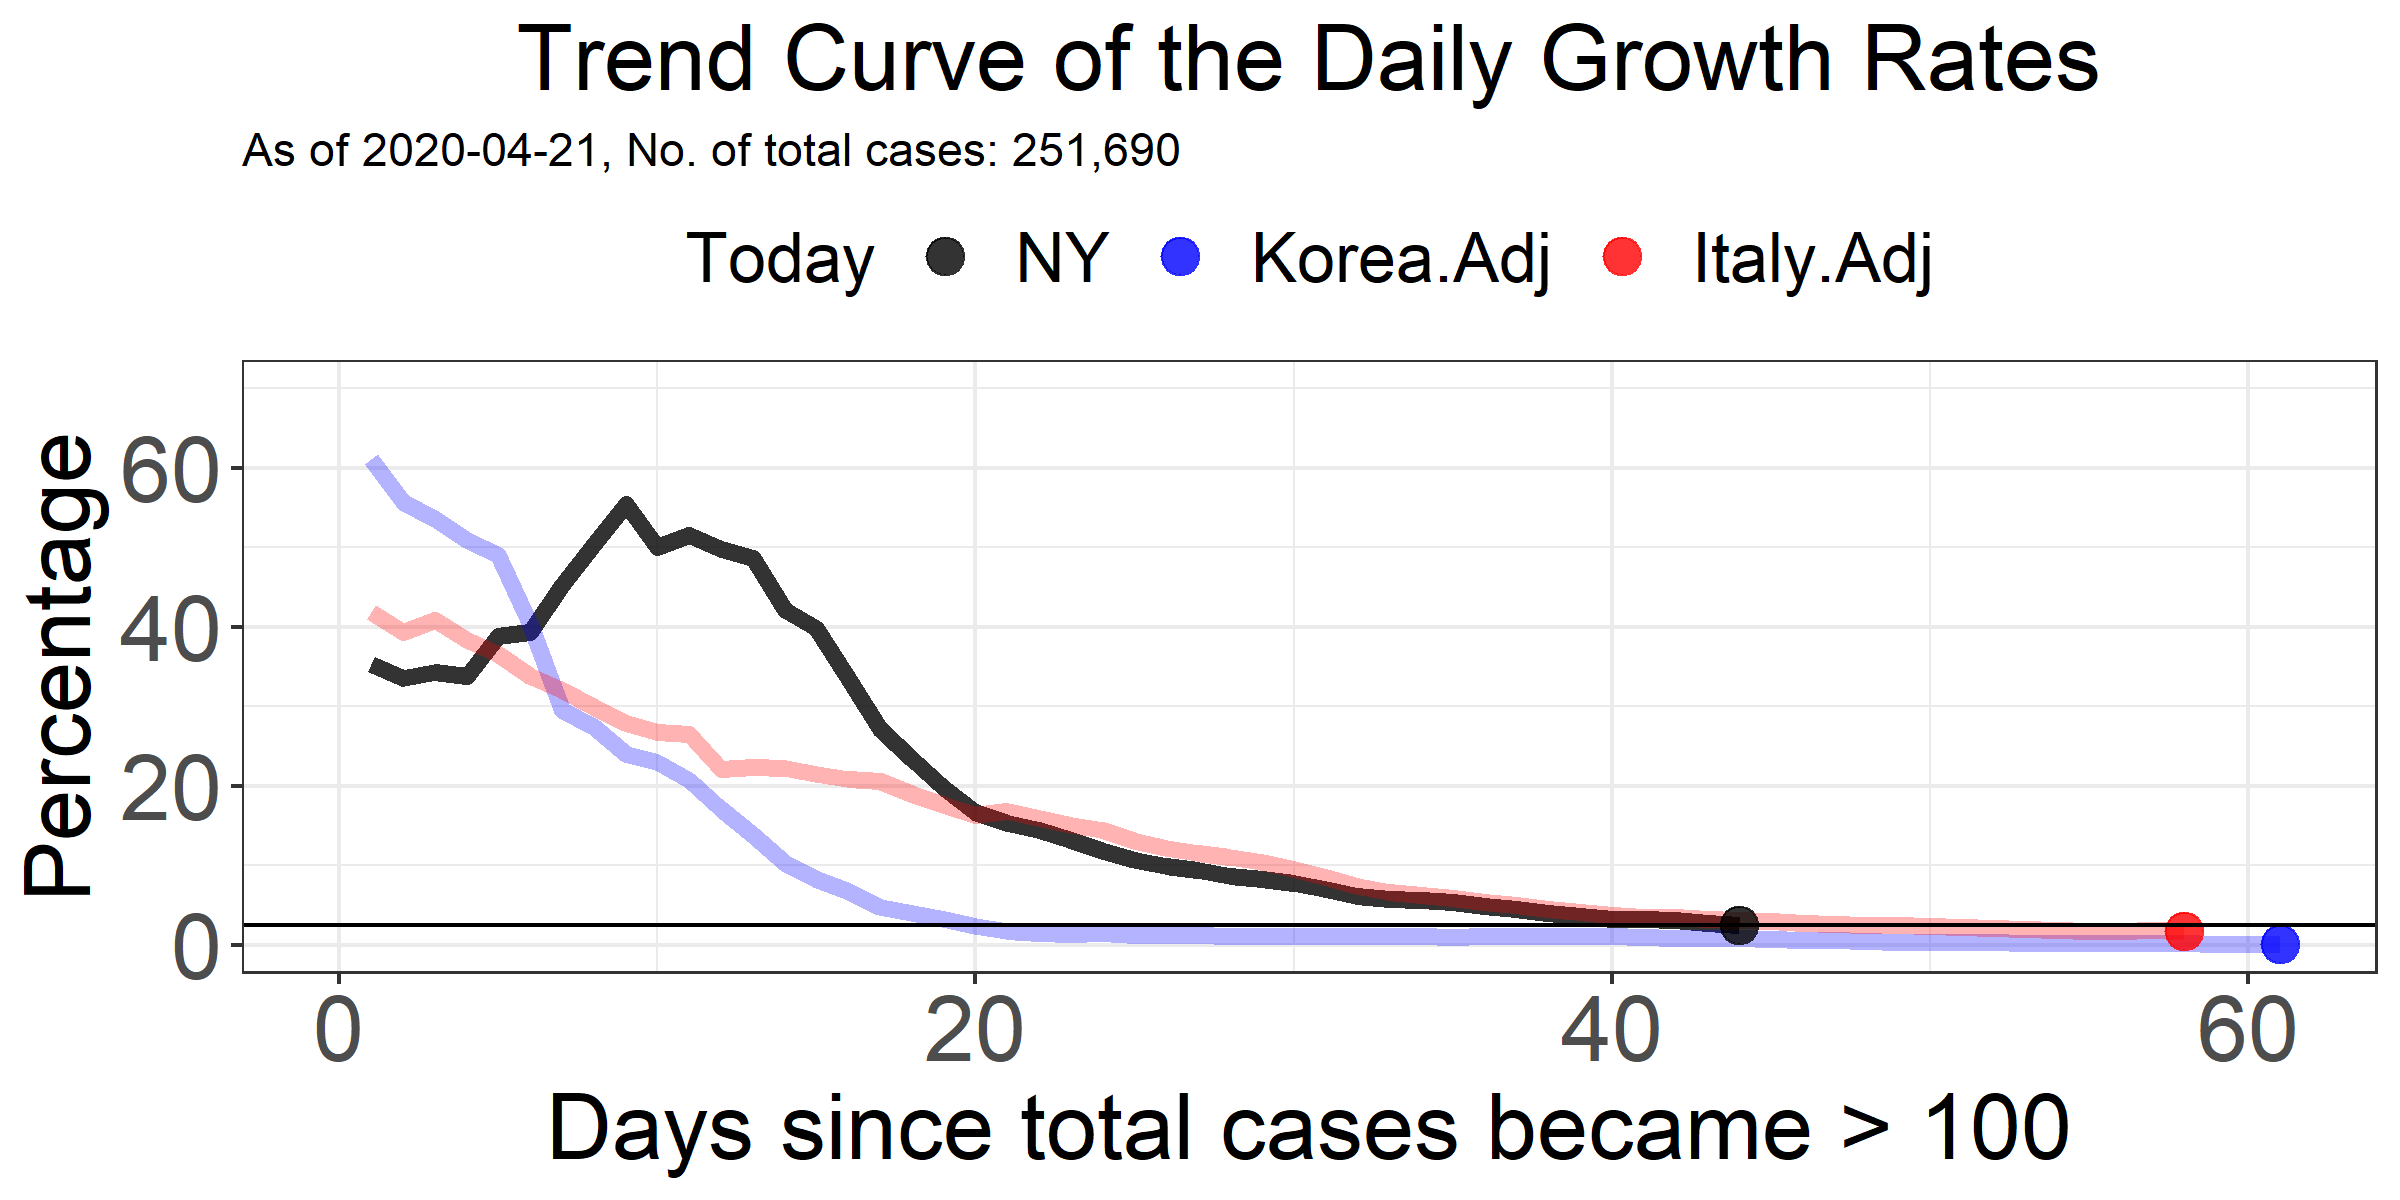 Trend Curve of the Daily Growth Rates
As of 2020-04-21, No. of total cases: 251,690
Today NY Korea.Adj Italy.Adj
Percentage
60
40
20
0
0 20 40 60
Days since total cases became > 100